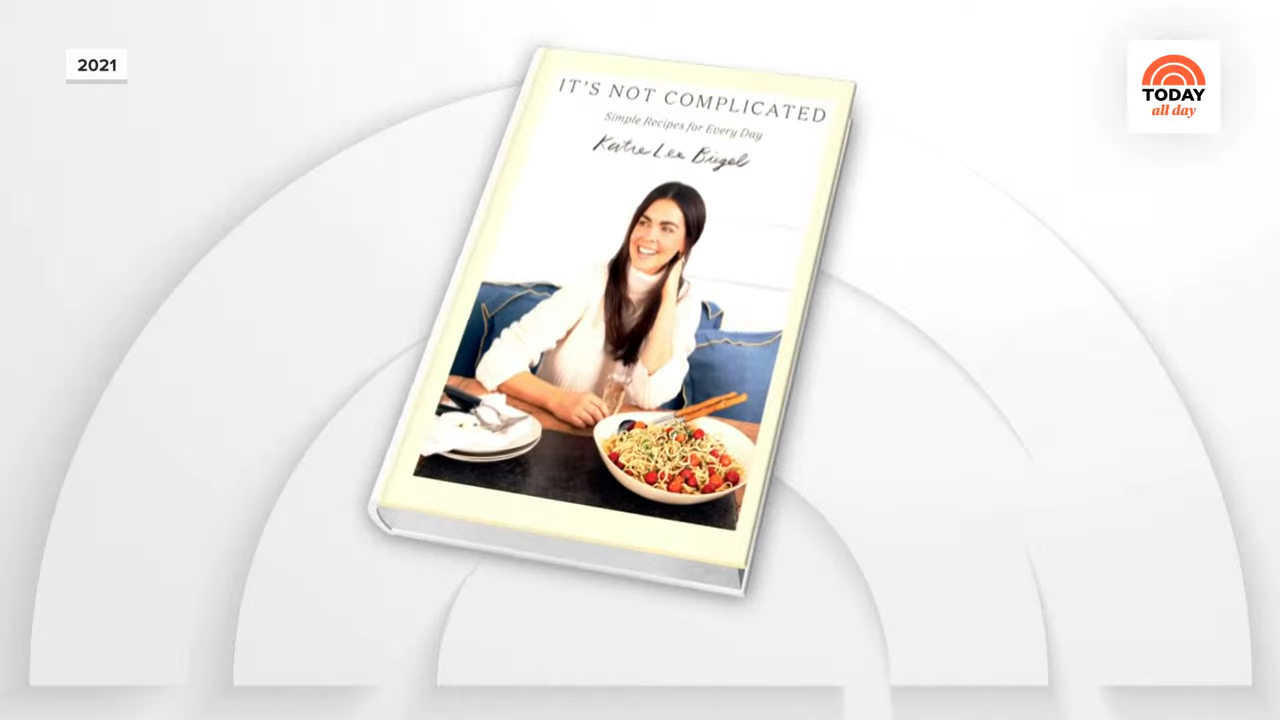 2021
TODAY
all day
IT'S NOT COMPLICATED
Simple Recipes for Every Day
Katie Lee Biegel